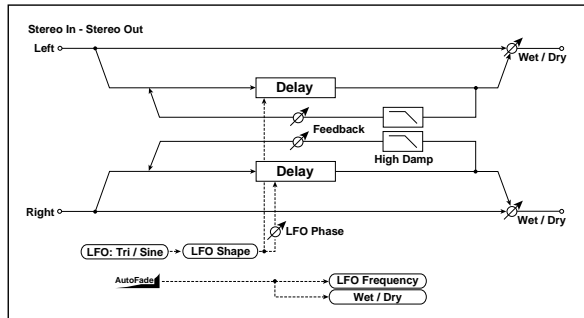 Stereo In - Stereo Out
Left
Wet / Dry
Delay
Feedback
High Damp
Delay
Right
Wet / Dry
LFO Phase
LFO: Tri / Sine
LFO Shape
AutoFade
LFO Frequency
Wet / Dry